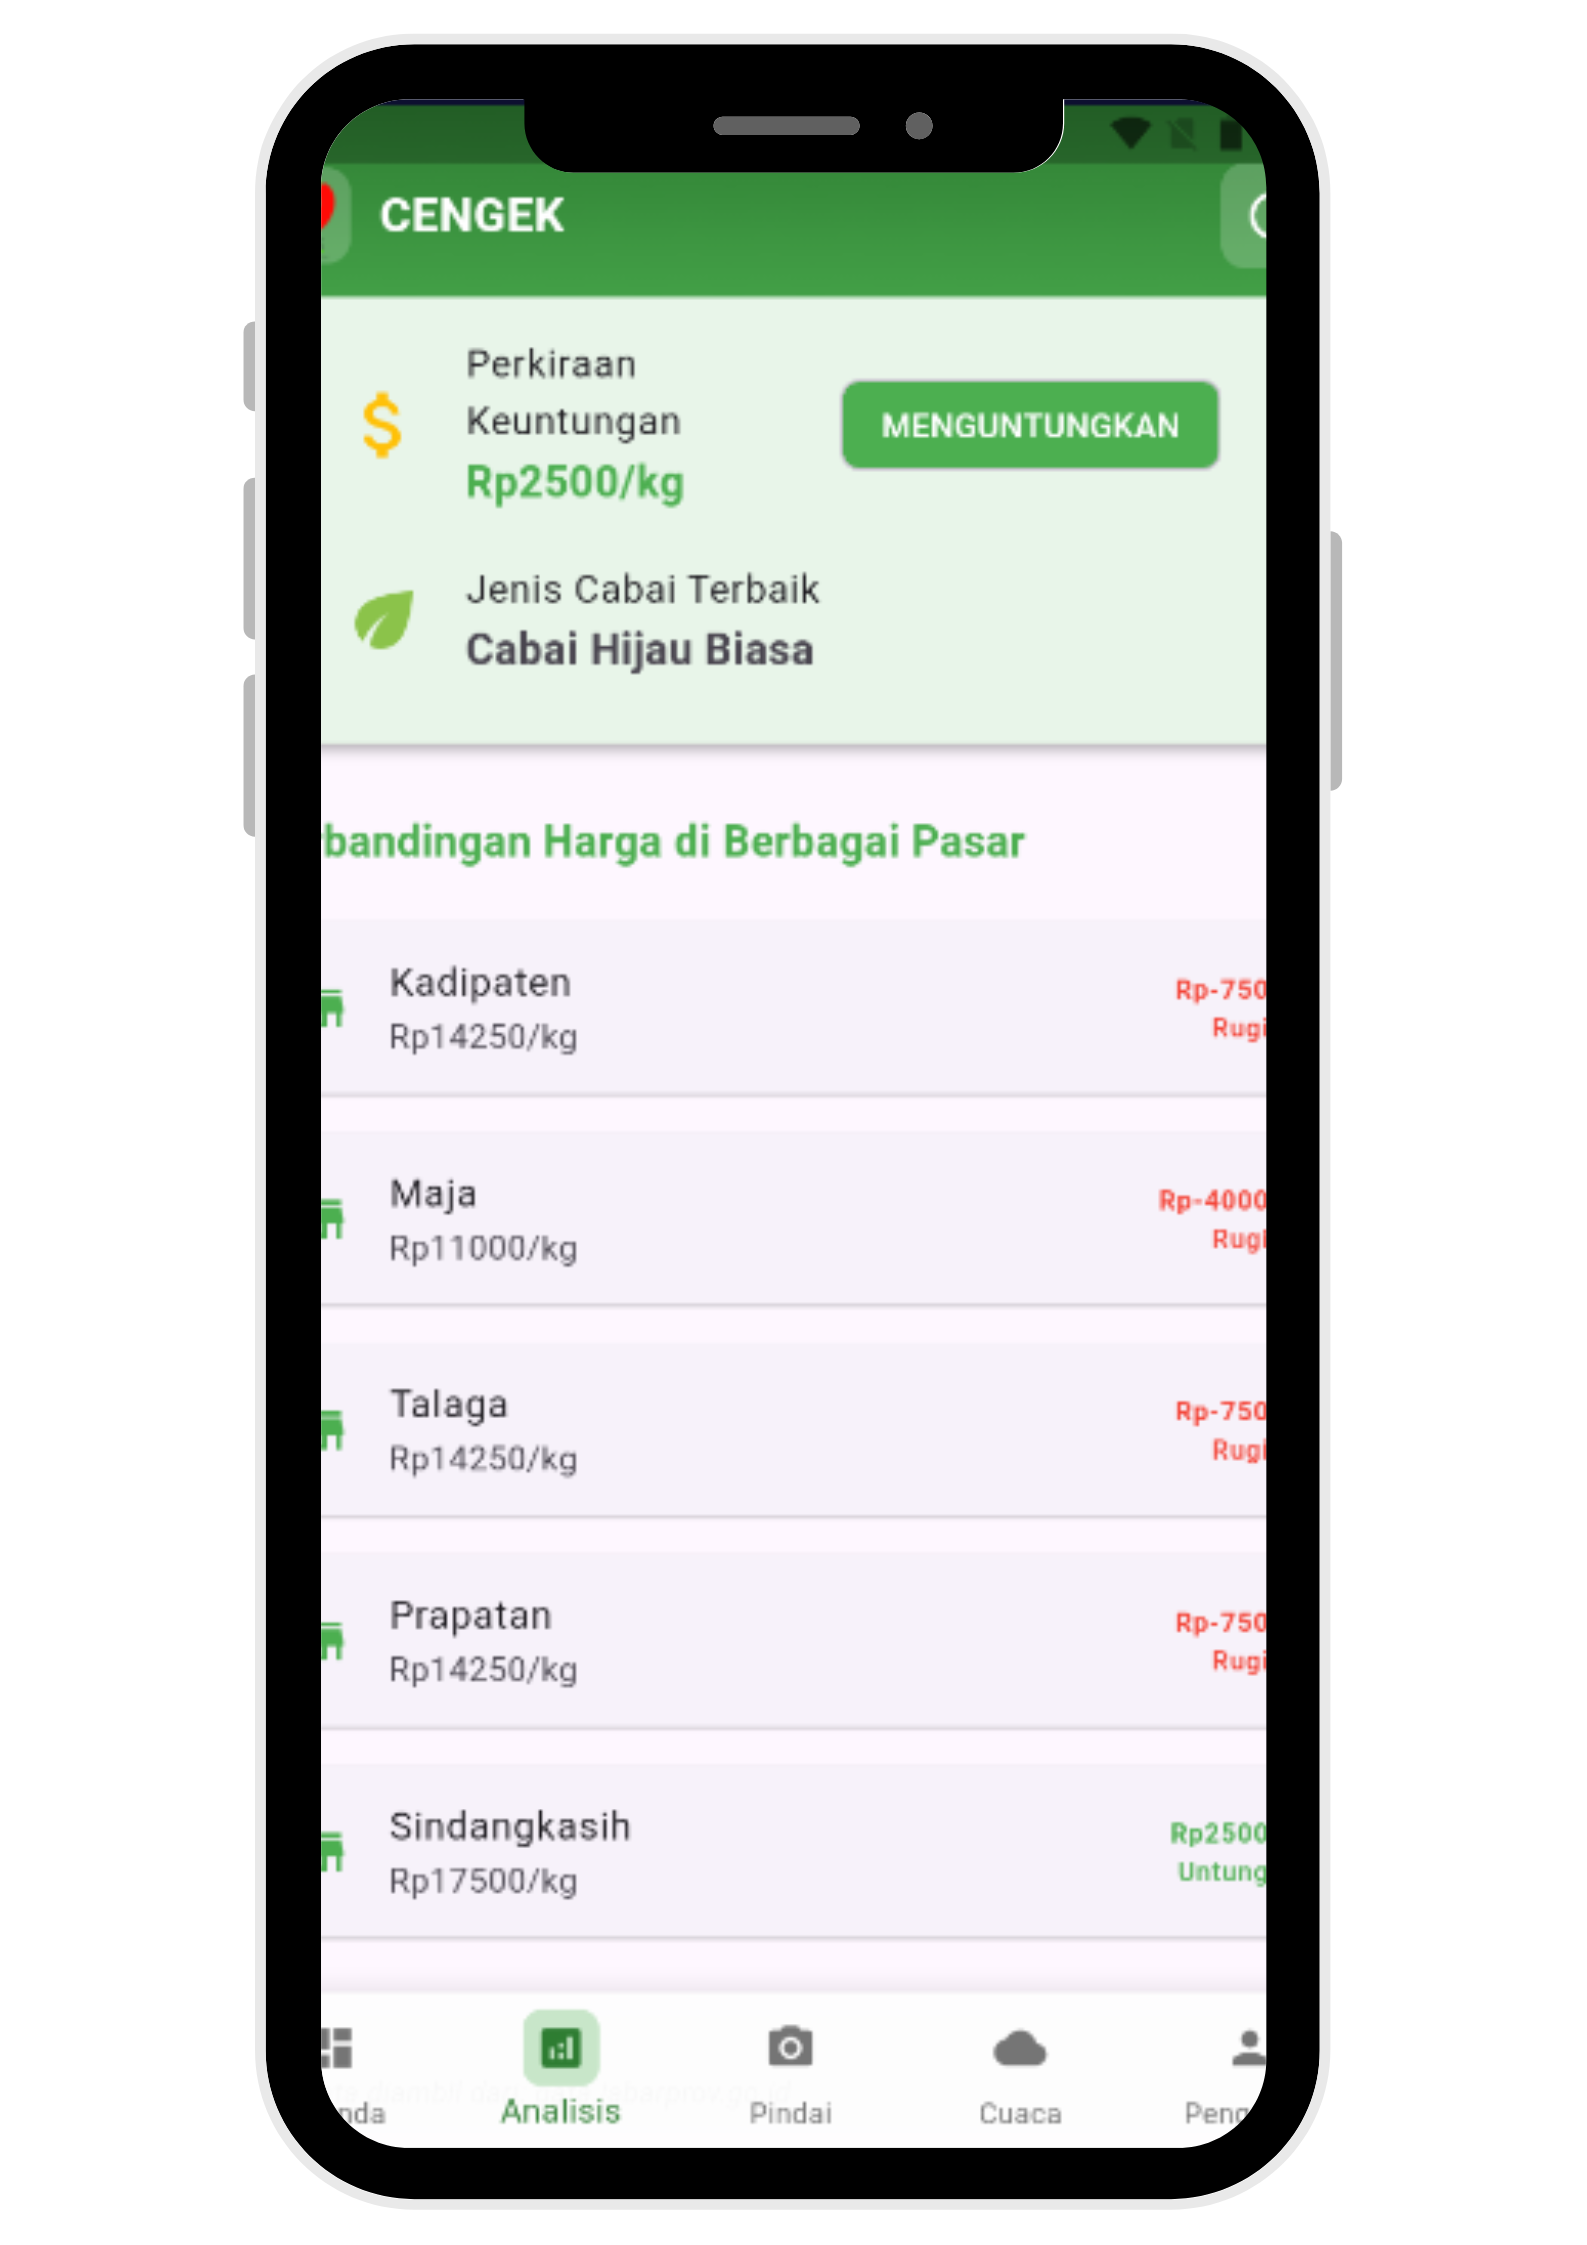 CENGEK
Perkiraan
Keuntungan
Rp2500/kg
MENGUNTUNGKAN
Jenis Cabai Terbaik
Cabai Hijau Biasa
rbandingan Harga di Berbagai Pasar
Kadipaten
Rp14250/kg
Rp-750
Rugi
Maja
Rp11000/kg
Rp-4000
Rugi
Talaga
Rp14250/kg
Rp-750
Rugi
Prapatan
Rp14250/kg
Rp-750
Rugi
Sindangkasih
Rp17500/kg
Rp2500
Untung
nda
Analisis
Pindai
Cuaca
Peng